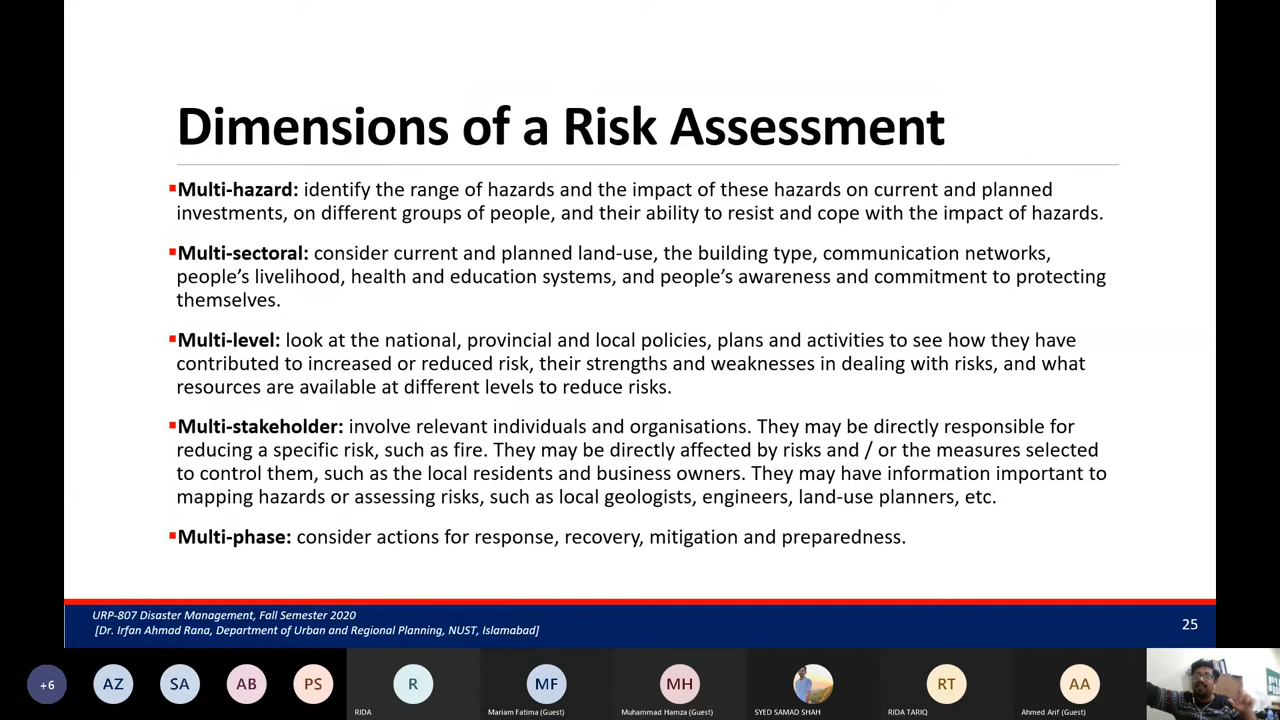 Dimensions of a Risk Assessment
▪Multi-hazard: identify the range of hazards and the impact of these hazards on current and planned
investments, on different groups of people, and their ability to resist and cope with the impact of hazards.
▪Multi-sectoral: consider current and planned land-use, the building type, communication networks,
people’s livelihood, health and education systems, and people’s awareness and commitment to protecting
themselves.
▪Multi-level: look at the national, provincial and local policies, plans and activities to see how they have
contributed to increased or reduced risk, their strengths and weaknesses in dealing with risks, and what
resources are available at different levels to reduce risks.
▪Multi-stakeholder: involve relevant individuals and organisations. They may be directly responsible for
reducing a specific risk, such as fire. They may be directly affected by risks and / or the measures selected
to control them, such as the local residents and business owners. They may have information important to
mapping hazards or assessing risks, such as local geologists, engineers, land-use planners, etc.
▪Multi-phase: consider actions for response, recovery, mitigation and preparedness.
URP-807 Disaster Management, Fall Semester 2020
[Dr. Irfan Ahmad Rana, Department of Urban and Regional Planning, NUST, Islamabad]
25
+6 AZ SA AB PS R MF MH RT AA
RIDA Mariam Fatima (Guest) Muhammad Hamza (Guest) SYED SAMAD SHAH RIDA TARIQ Ahmed Arif (Guest)